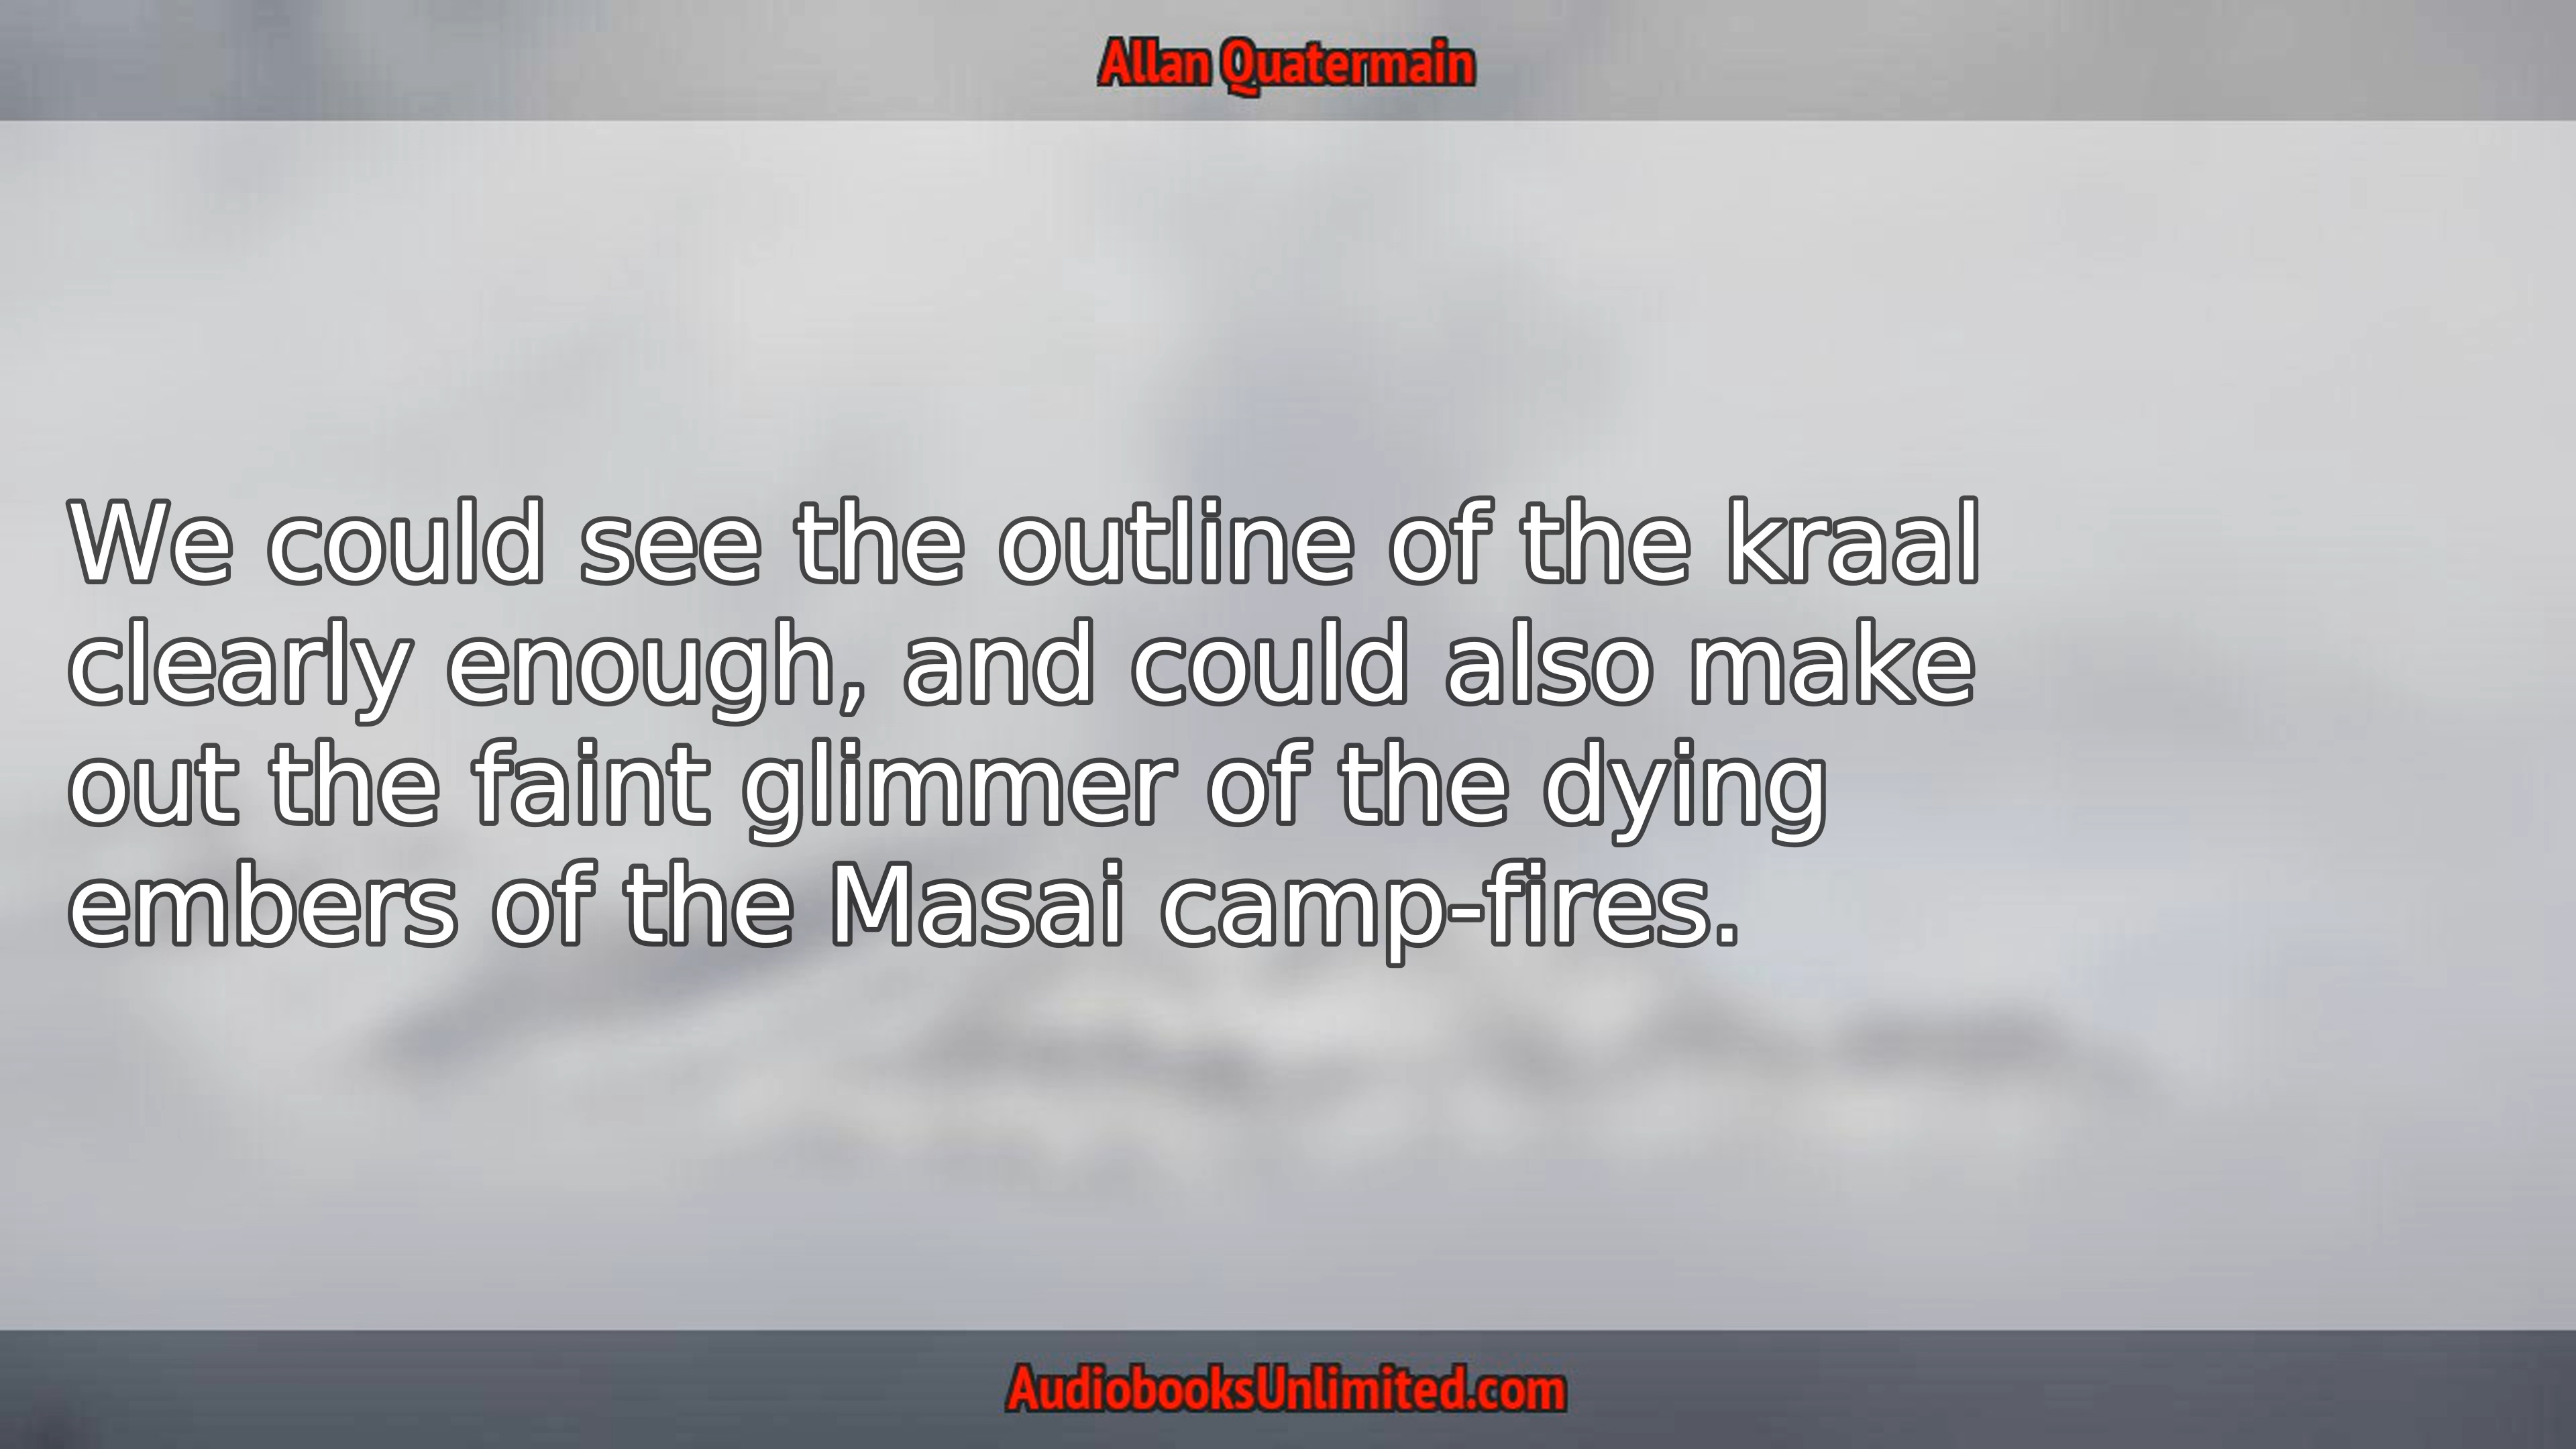 Allan Quatermain
We could see the outline of the kraal
clearly enough, and could also make
out the faint glimmer of the dying
embers of the Masai camp-fires.
AudiobooksUnlimited.com